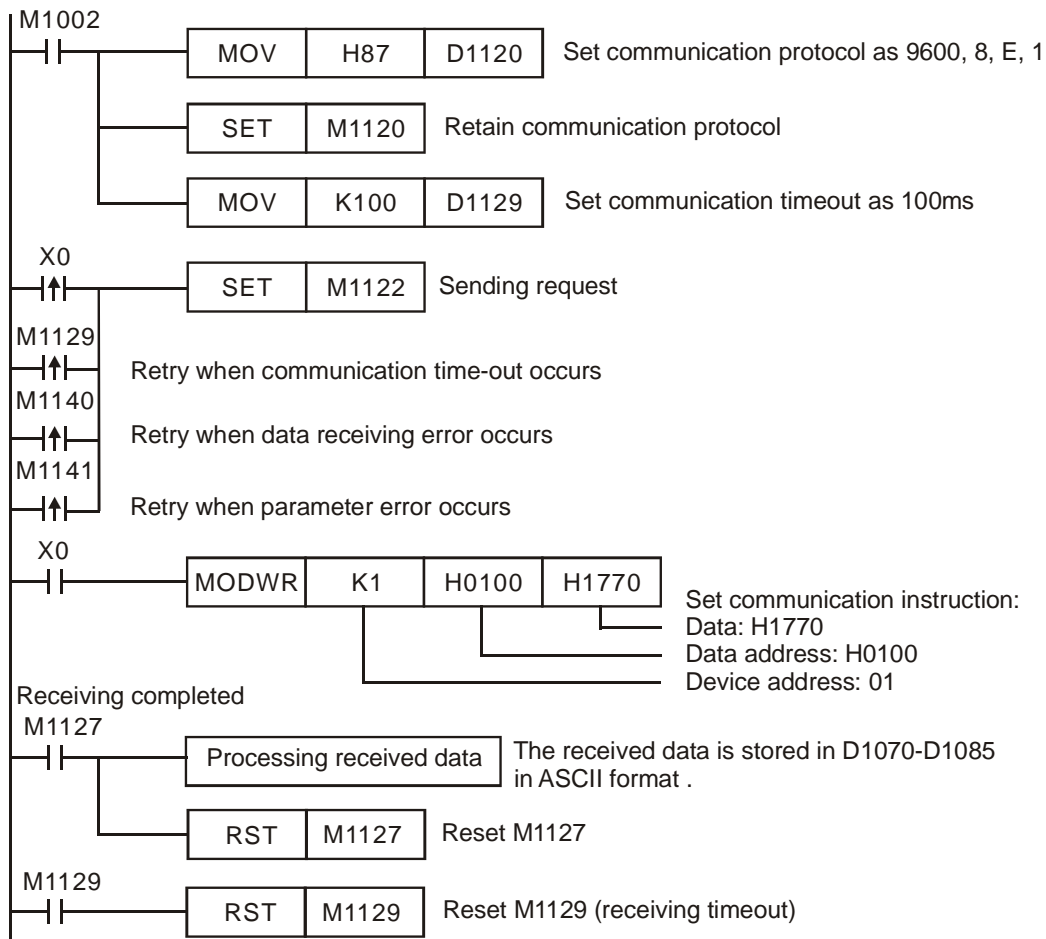 M1002
MOV H87 D1120 Set communication protocol as 9600, 8, E, 1
SET M1120 Retain communication protocol
MOV K100 D1129 Set communication timeout as 100ms
X0
SET M1122 Sending request
M1129
Retry when communication time-out occurs
M1140
Retry when data receiving error occurs
M1141
Retry when parameter error occurs
X0
MODWR K1 H0100 H1770
Set communication instruction:
Data: H1770
Data address: H0100
Device address: 01
Receiving completed
M1127
Processing received data
The received data is stored in D1070-D1085
in ASCII format .
RST M1127 Reset M1127
M1129
RST M1129 Reset M1129 (receiving timeout)